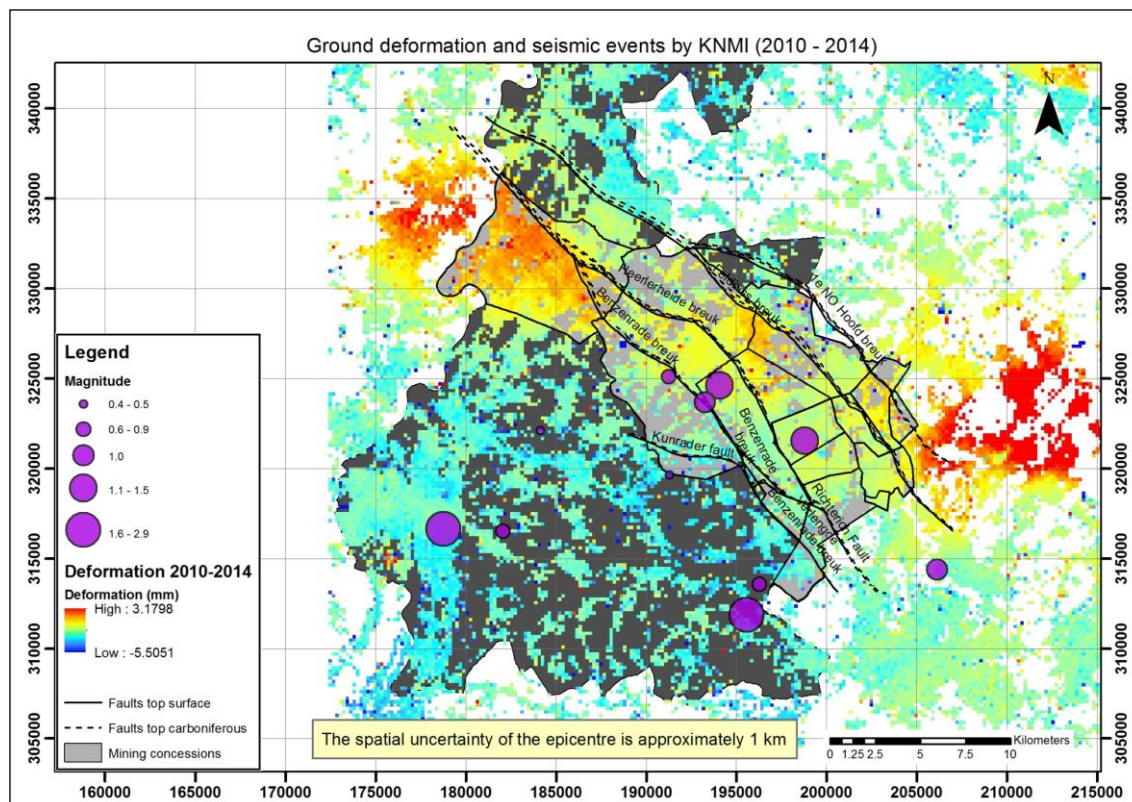 Ground deformation and seismic events by KNMI (2010 - 2014)
N
340000
335000
330000
325000
320000
315000
310000
305000
340000
335000
330000
325000
320000
315000
310000
305000
1e NO Hoofd breuk
Feldbiss breuk
Heerlerheide breuk
Benzenrade breuk
Benzenrade
breuk
Kunrader fault
Richterich Fault
Benzenrade breuk
Legend
Magnitude
0.4 - 0.5
0.6 - 0.9
1.0
1.1 - 1.5
1.6 - 2.9
Deformation 2010-2014
Deformation (mm)
High : 3.1798
Low : -5.5051
Faults top surface
Faults top carboniferous
Mining concessions
The spatial uncertainty of the epicentre is approximately 1 km
Kilometers
0 1.25 2.5 5 7.5 10
160000 165000 170000 175000 180000 185000 190000 195000 200000 205000 210000 215000